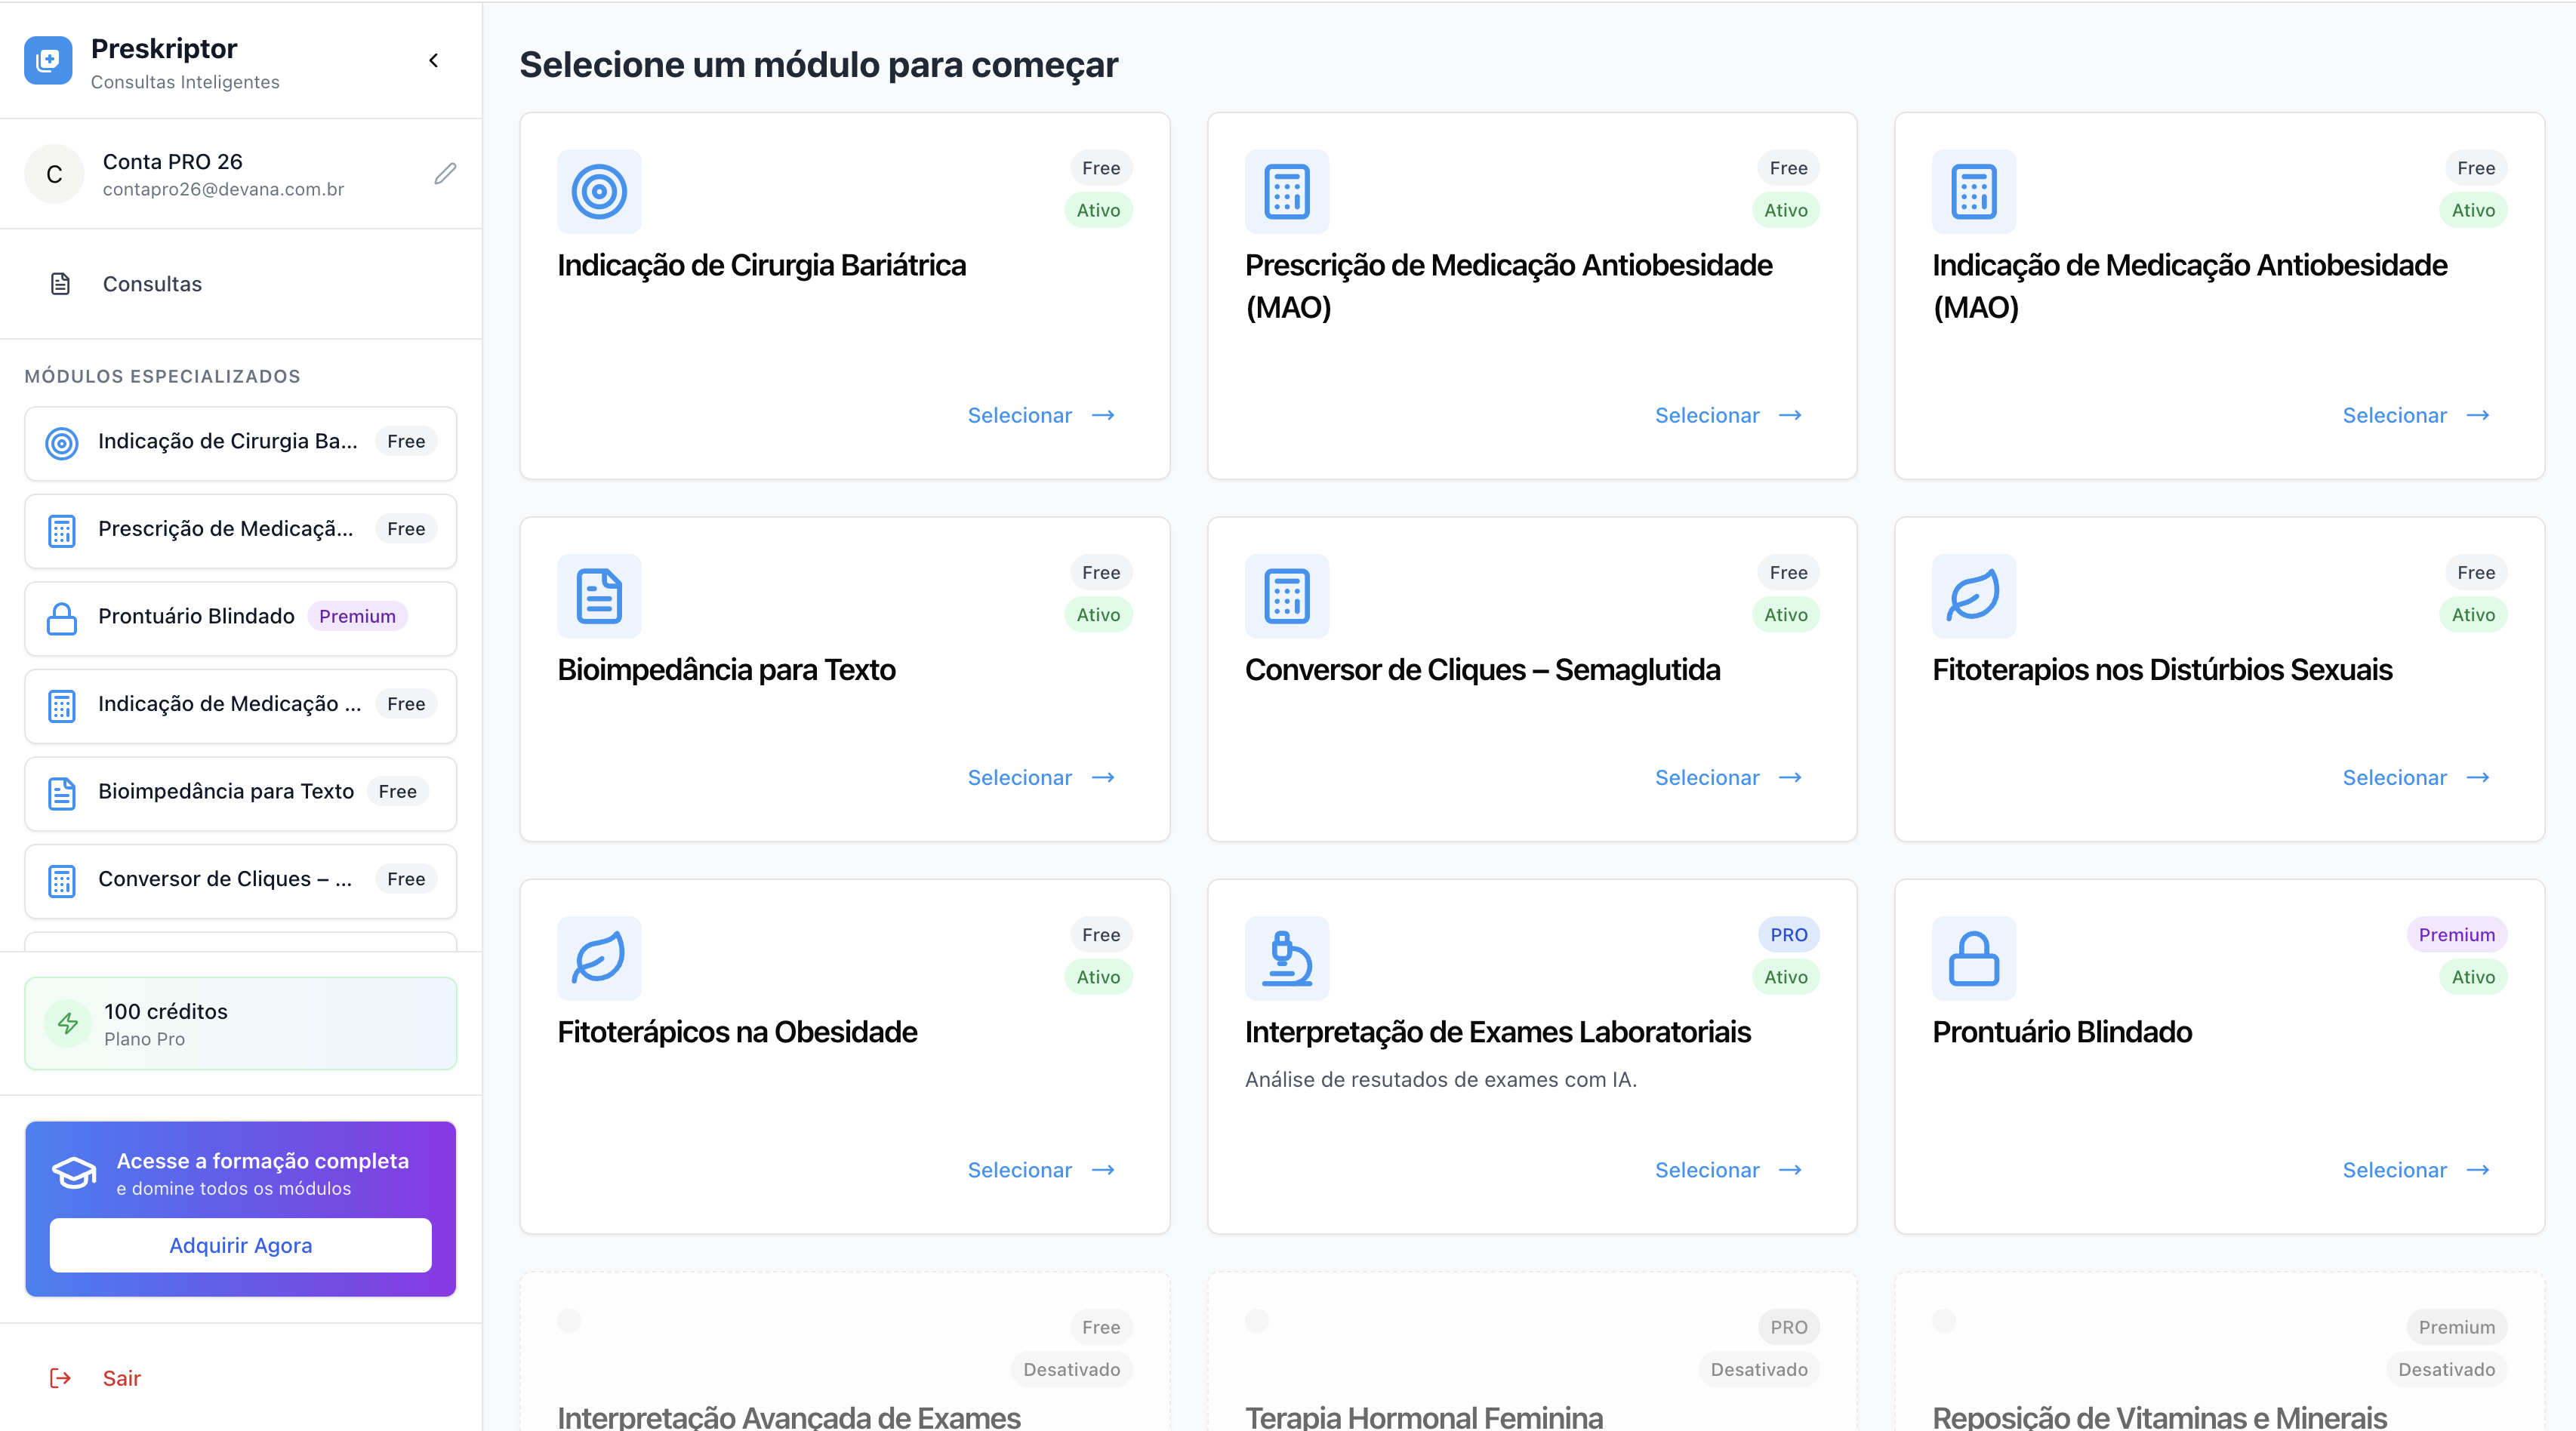 Preskriptor
Consultas Inteligentes
C
Conta PRO 26
contapro26@devana.com.br
Consultas
MÓDULOS ESPECIALIZADOS
Indicação de Cirurgia Ba... Free
Prescrição de Medicaçã... Free
Prontuário Blindado Premium
Indicação de Medicação ... Free
Bioimpedância para Texto Free
Conversor de Cliques – ... Free
100 créditos
Plano Pro
Acesse a formação completa
e domine todos os módulos
Adquirir Agora
Sair
Selecione um módulo para começar
Free
Ativo
Indicação de Cirurgia Bariátrica
Selecionar
Free
Ativo
Prescrição de Medicação Antiobesidade
(MAO)
Selecionar
Free
Ativo
Indicação de Medicação Antiobesidade
(MAO)
Selecionar
Free
Ativo
Bioimpedância para Texto
Selecionar
Free
Ativo
Conversor de Cliques – Semaglutida
Selecionar
Free
Ativo
Fitoterapios nos Distúrbios Sexuais
Selecionar
Free
Ativo
Fitoterápicos na Obesidade
Selecionar
PRO
Ativo
Interpretação de Exames Laboratoriais
Análise de resutados de exames com IA.
Selecionar
Premium
Ativo
Prontuário Blindado
Selecionar
Free
Desativado
Interpretação Avançada de Exames
PRO
Desativado
Terapia Hormonal Feminina
Premium
Desativado
Reposição de Vitaminas e Minerais